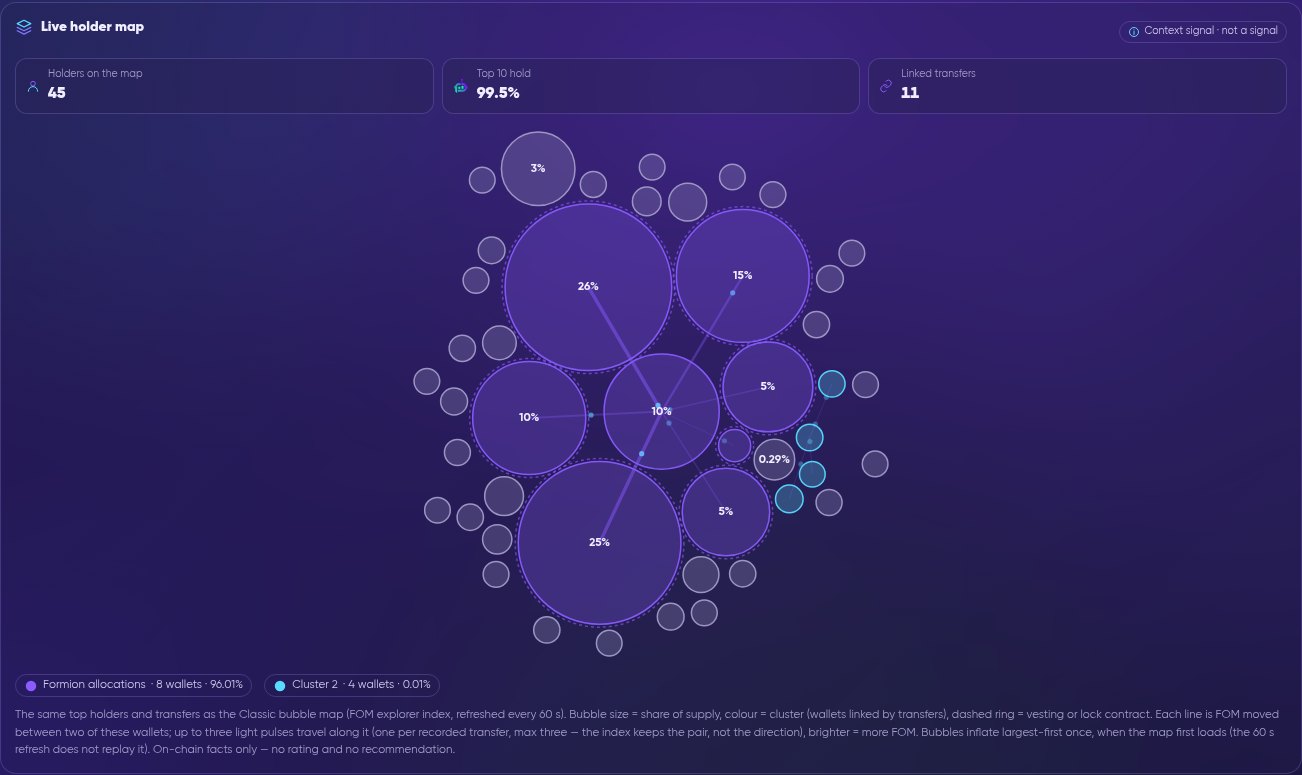 Live holder map
Context signal · not a signal
Holders on the map
45
Top 10 hold
99.5%
Linked transfers
11
3%
26%
15%
10%
10%
5%
0.29%
5%
25%
Formion allocations · 8 wallets · 96.01%
Cluster 2 · 4 wallets · 0.01%
The same top holders and transfers as the Classic bubble map (FOM explorer index, refreshed every 60 s). Bubble size = share of supply, colour = cluster (wallets linked by transfers), dashed ring = vesting or lock contract. Each line is FOM moved
between two of these wallets; up to three light pulses travel along it (one per recorded transfer, max three — the index keeps the pair, not the direction), brighter = more FOM. Bubbles inflate largest-first once, when the map first loads (the 60 s
refresh does not replay it). On-chain facts only — no rating and no recommendation.